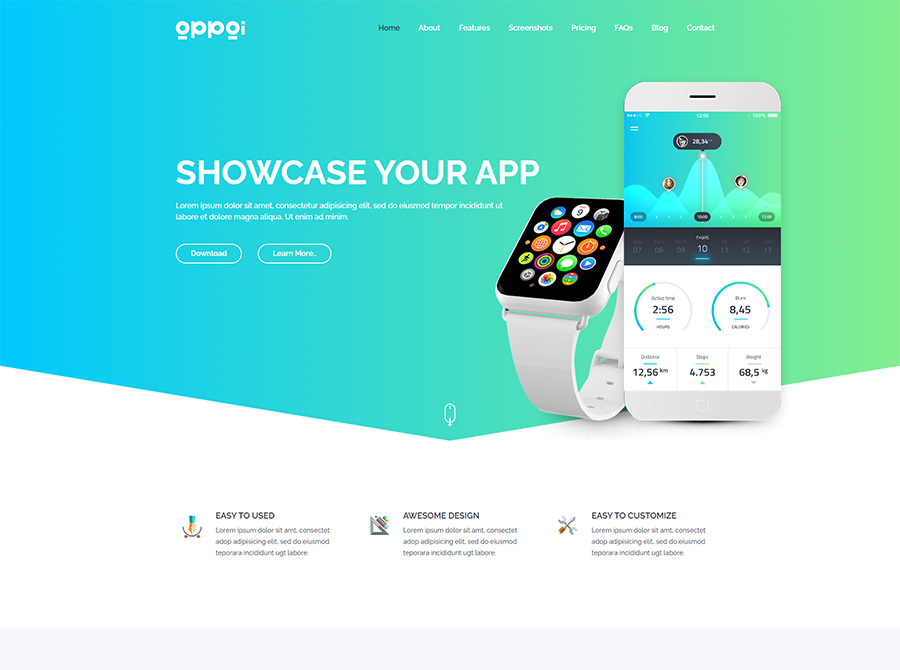 oppoi
Home About Features Screenshots Pricing FAQs Blog Contact
SHOWCASE YOUR APP
Lorem ipsum dolor sit amet, consectetur adipisicing elit, sed do eiusmod tempor incididunt ut
labore et dolore magna aliqua. Ut enim ad minim.
Download Learn More..
9
12:00 100%
28,34
8:00 10:00 12:00
THURS
07 08 09 10 11 12 13
Active time
2:56
HOURS
8,45
CALORIES
Distance
12,56 km
Steps
4.753
Weight
68,5 kg
EASY TO USED
Lorem ipsum dolor sit amt, consectet
adop adipisicing elit, sed do eiusmod
teporara incididunt ugt labore.
AWESOME DESIGN
Lorem ipsum dolor sit amt, consectet
adop adipisicing elit, sed do eiusmod
teporara incididunt ugt labore.
EASY TO CUSTOMIZE
Lorem ipsum dolor sit amt, consectet
adop adipisicing elit, sed do eiusmod
teporara incididunt ugt labore.